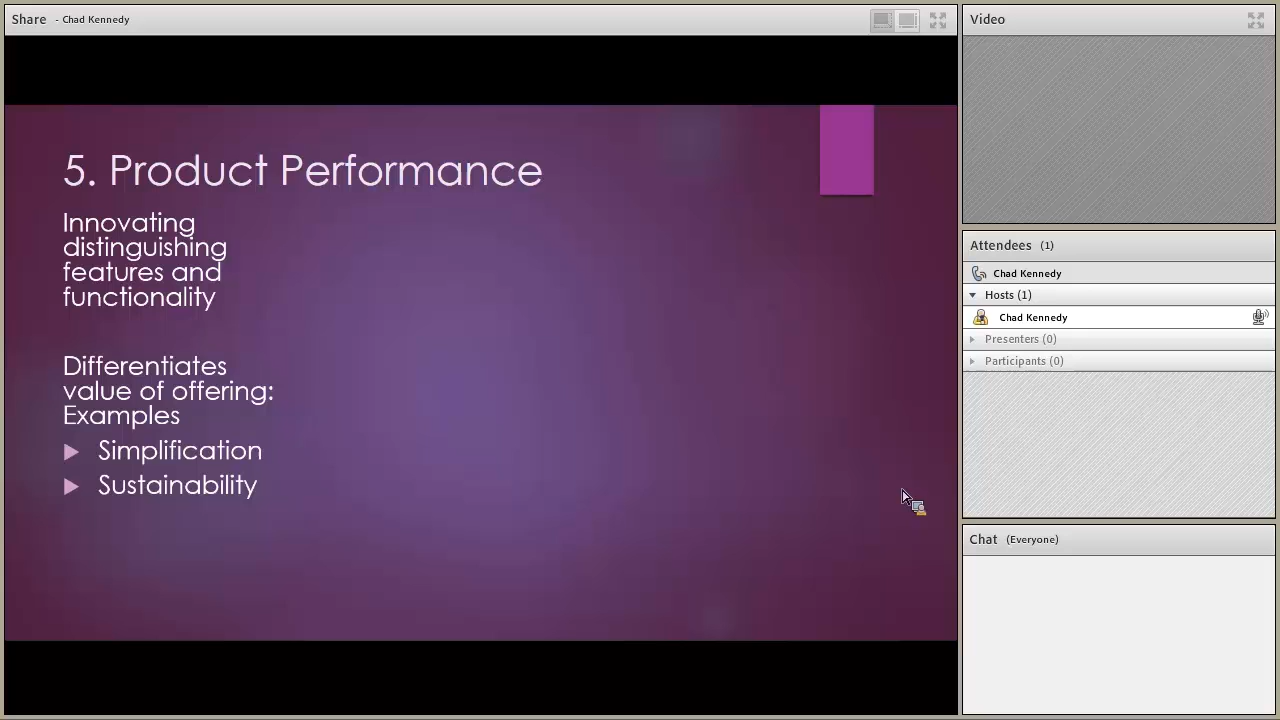 Share - Chad Kennedy
5. Product Performance
Innovating
distinguishing
features and
functionality
Differentiates
value of offering:
Examples
Simplification
Sustainability
Video
Attendees (1)
Chad Kennedy
Hosts (1)
Chad Kennedy
Presenters (0)
Participants (0)
Chat (Everyone)